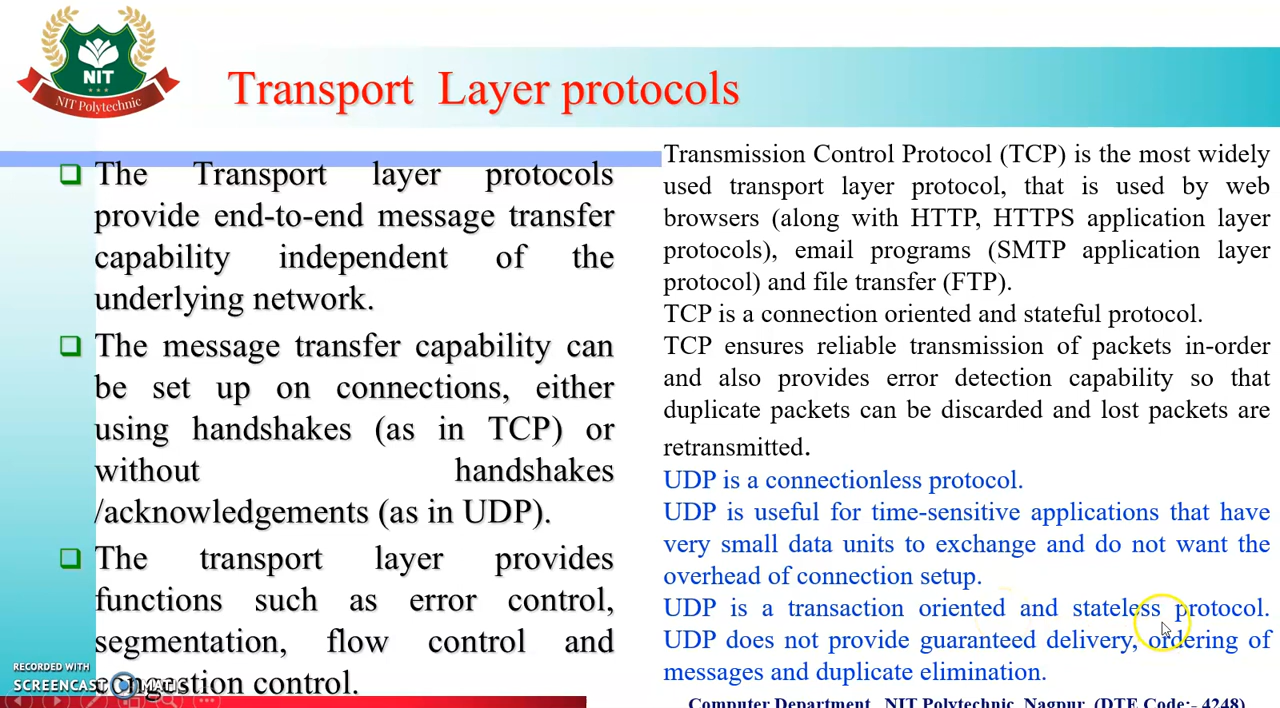 NIT
NIT Polytechnic
Transport Layer protocols
The Transport layer protocols
provide end-to-end message transfer
capability independent of the
underlying network.
The message transfer capability can
be set up on connections, either
using handshakes (as in TCP) or
without handshakes
/acknowledgements (as in UDP).
The transport layer provides
functions such as error control,
segmentation, flow control and
congestion control.
Transmission Control Protocol (TCP) is the most widely
used transport layer protocol, that is used by web
browsers (along with HTTP, HTTPS application layer
protocols), email programs (SMTP application layer
protocol) and file transfer (FTP).
TCP is a connection oriented and stateful protocol.
TCP ensures reliable transmission of packets in-order
and also provides error detection capability so that
duplicate packets can be discarded and lost packets are
retransmitted.
UDP is a connectionless protocol.
UDP is useful for time-sensitive applications that have
very small data units to exchange and do not want the
overhead of connection setup.
UDP is a transaction oriented and stateless protocol.
UDP does not provide guaranteed delivery, ordering of
messages and duplicate elimination.
RECORDED WITH
SCREENCAST MATIC
Computer Department, NIT Polytechnic, Nagpur (DTE Code:- 4248)